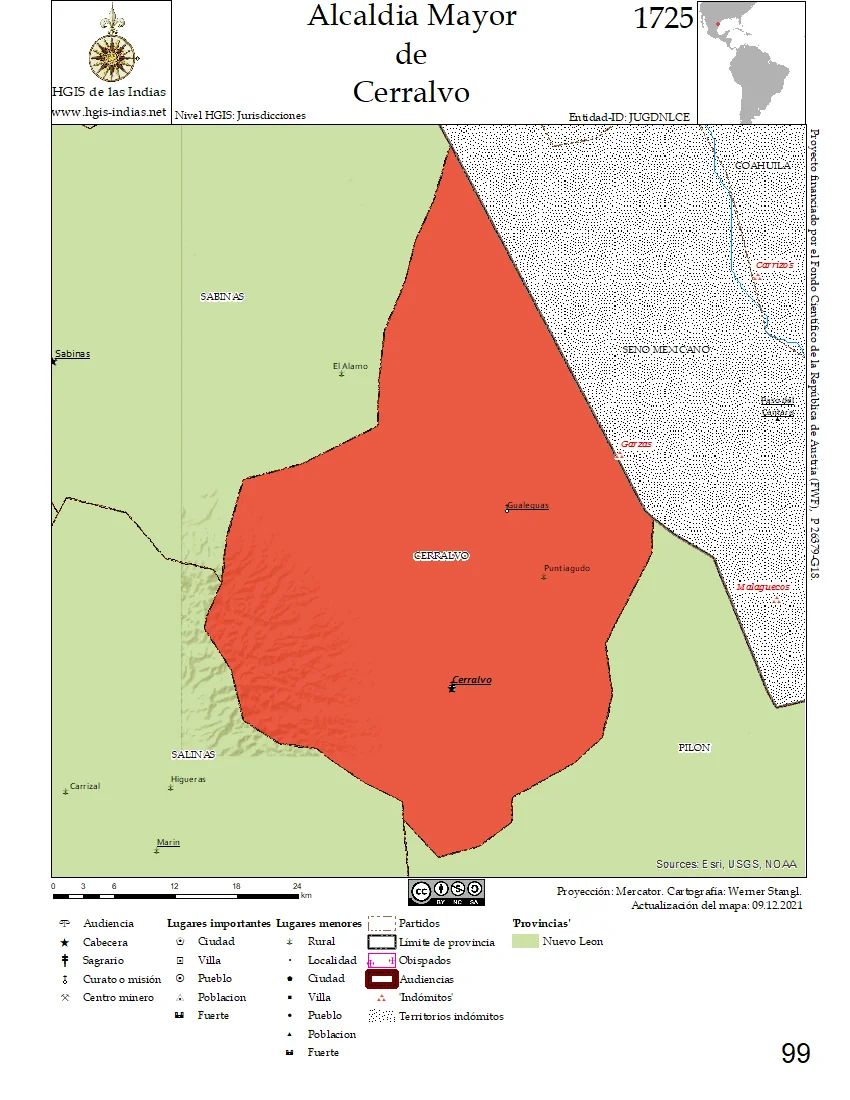 Alcaldia Mayor
de
Cerralvo
1725
HGIS de las Indias
www.hgis-indias.net
Nivel HGIS: Jurisdicciones
Entidad-ID: JUGDNLCE
Proyecto financiado por el Fondo Científico de la República de Austria (FWF), P 26379-G18.
COAHUILA
Carrizos
SABINAS
SENO MEXICANO
Sabinas
El Alamo
Garzas
Gualeguas
CERRALVO
Puntiagudo
Malaguecos
Cerralvo
SALINAS
PILON
Carrizal
Higueras
Marin
Sources: Esri, USGS, NOAA
0 3 6 12 18 24
km
cc
BY NC SA
Proyección: Mercator. Cartografía: Werner Stangl.
Actualización del mapa: 09.12.2021
Audiencia
Cabecera
Sagrario
Curato o misión
Centro minero
Lugares importantes
Ciudad
Villa
Pueblo
Poblacion
Fuerte
Lugares menores
Rural
Localidad
Ciudad
Villa
Pueblo
Poblacion
Fuerte
Partidos
Límite de provincia
Obispados
Audiencias
'Indómitos'
Territorios indómitos
'Provincias'
Nuevo Leon
99